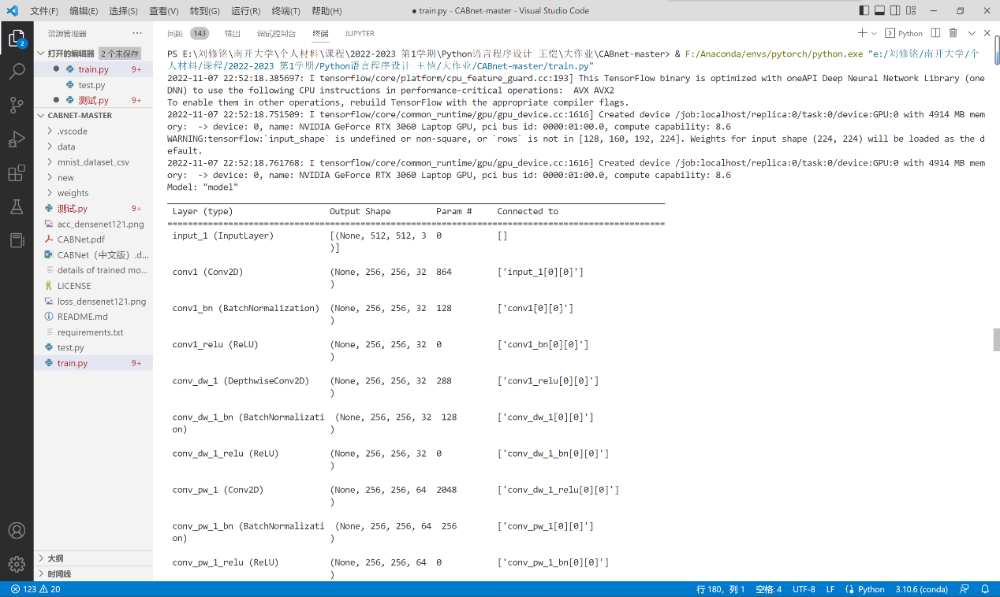 文件(F) 编辑(E) 选择(S) 查看(V) 转到(G) 运行(R) 终端(T) 帮助(H) ● train.py - CABnet-master - Visual Studio Code
资源管理器 ···
打开的编辑器 2 个未保存
train.py 9+
test.py
测试.py 9+
CABNET-MASTER
.vscode
data
mnist_dataset_csv
new
weights
测试.py 9+
acc_densenet121.png
CABNet.pdf
CABNet（中文版）.d...
details of trained mo...
LICENSE
loss_densenet121.png
README.md
requirements.txt
test.py
train.py 9+
大纲
时间线
2
问题 143 输出 调试控制台 终端 JUPYTER Python
PS E:\刘修铭\南开大学\个人材料\课程\2022-2023 第1学期\Python语言程序设计 王恺\大作业\CABnet-master> & F:/Anaconda/envs/pytorch/python.exe "e:/刘修铭/南开大学/个
人材料/课程/2022-2023 第1学期/Python语言程序设计 王恺/大作业/CABnet-master/train.py"
2022-11-07 22:52:18.385697: I tensorflow/core/platform/cpu_feature_guard.cc:193] This TensorFlow binary is optimized with oneAPI Deep Neural Network Library (one
DNN) to use the following CPU instructions in performance-critical operations:  AVX AVX2
To enable them in other operations, rebuild TensorFlow with the appropriate compiler flags.
2022-11-07 22:52:18.751509: I tensorflow/core/common_runtime/gpu/gpu_device.cc:1616] Created device /job:localhost/replica:0/task:0/device:GPU:0 with 4914 MB mem
ory:  -> device: 0, name: NVIDIA GeForce RTX 3060 Laptop GPU, pci bus id: 0000:01:00.0, compute capability: 8.6
WARNING:tensorflow:`input_shape` is undefined or non-square, or `rows` is not in [128, 160, 192, 224]. Weights for input shape (224, 224) will be loaded as the d
efault.
2022-11-07 22:52:18.761768: I tensorflow/core/common_runtime/gpu/gpu_device.cc:1616] Created device /job:localhost/replica:0/task:0/device:GPU:0 with 4914 MB mem
ory:  -> device: 0, name: NVIDIA GeForce RTX 3060 Laptop GPU, pci bus id: 0000:01:00.0, compute capability: 8.6
Model: "model"
Layer (type) Output Shape Param # Connected to
input_1 (InputLayer) [(None, 512, 512, 3 0 []
)]
conv1 (Conv2D) (None, 256, 256, 32 864 ['input_1[0][0]']
)
conv1_bn (BatchNormalization) (None, 256, 256, 32 128 ['conv1[0][0]']
)
conv1_relu (ReLU) (None, 256, 256, 32 0 ['conv1_bn[0][0]']
)
conv_dw_1 (DepthwiseConv2D) (None, 256, 256, 32 288 ['conv1_relu[0][0]']
)
conv_dw_1_bn (BatchNormalizati (None, 256, 256, 32 128 ['conv_dw_1[0][0]']
on) )
conv_dw_1_relu (ReLU) (None, 256, 256, 32 0 ['conv_dw_1_bn[0][0]']
)
conv_pw_1 (Conv2D) (None, 256, 256, 64 2048 ['conv_dw_1_relu[0][0]']
)
conv_pw_1_bn (BatchNormalizati (None, 256, 256, 64 256 ['conv_pw_1[0][0]']
on) )
conv_pw_1_relu (ReLU) (None, 256, 256, 64 0 ['conv_pw_1_bn[0][0]']
)
123 20 行 180，列 1 空格: 4 UTF-8 LF Python 3.10.6 (conda)